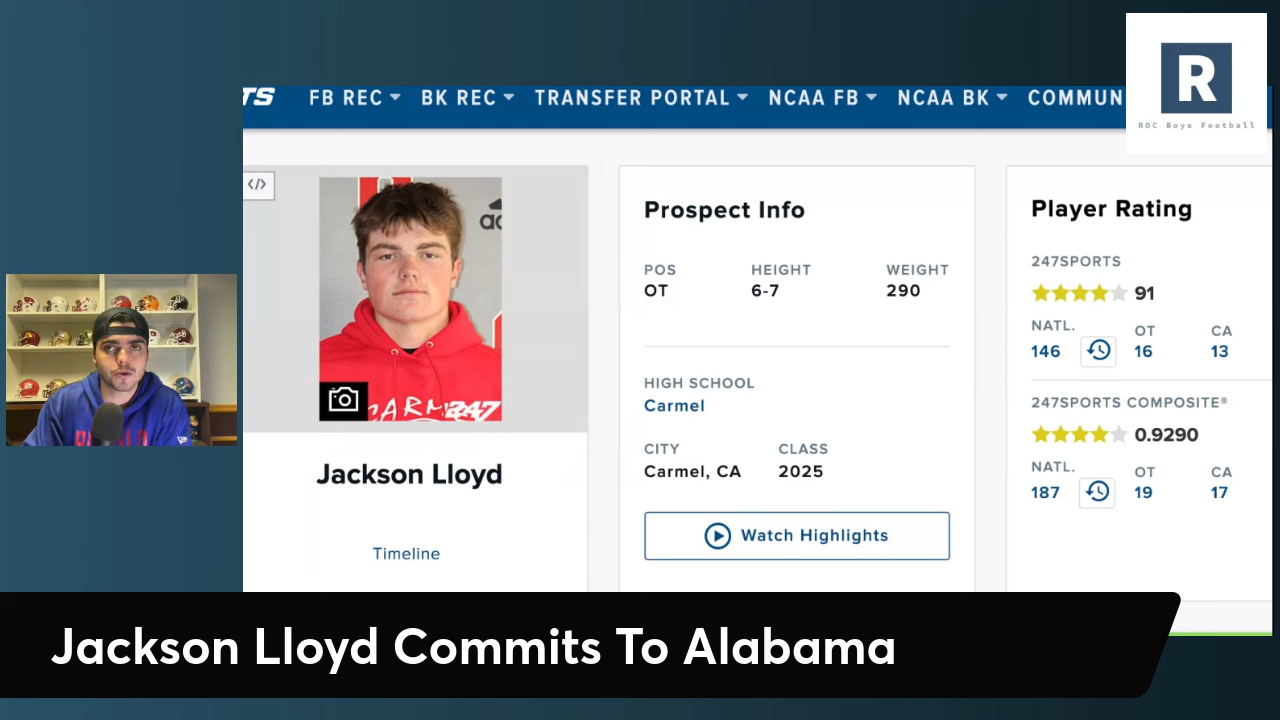 TS FB REC BK REC TRANSFER PORTAL NCAA FB NCAA BK COMMUN
R
ROC Boys Football
</>
ad
CARM 247
Jackson Lloyd
Timeline
Prospect Info
POS HEIGHT WEIGHT
OT 6-7 290
HIGH SCHOOL
Carmel
CITY CLASS
Carmel, CA 2025
Watch Highlights
Player Rating
247SPORTS
91
NATL. OT CA
146 16 13
247SPORTS COMPOSITE®
0.9290
NATL. OT CA
187 19 17
Jackson Lloyd Commits To Alabama